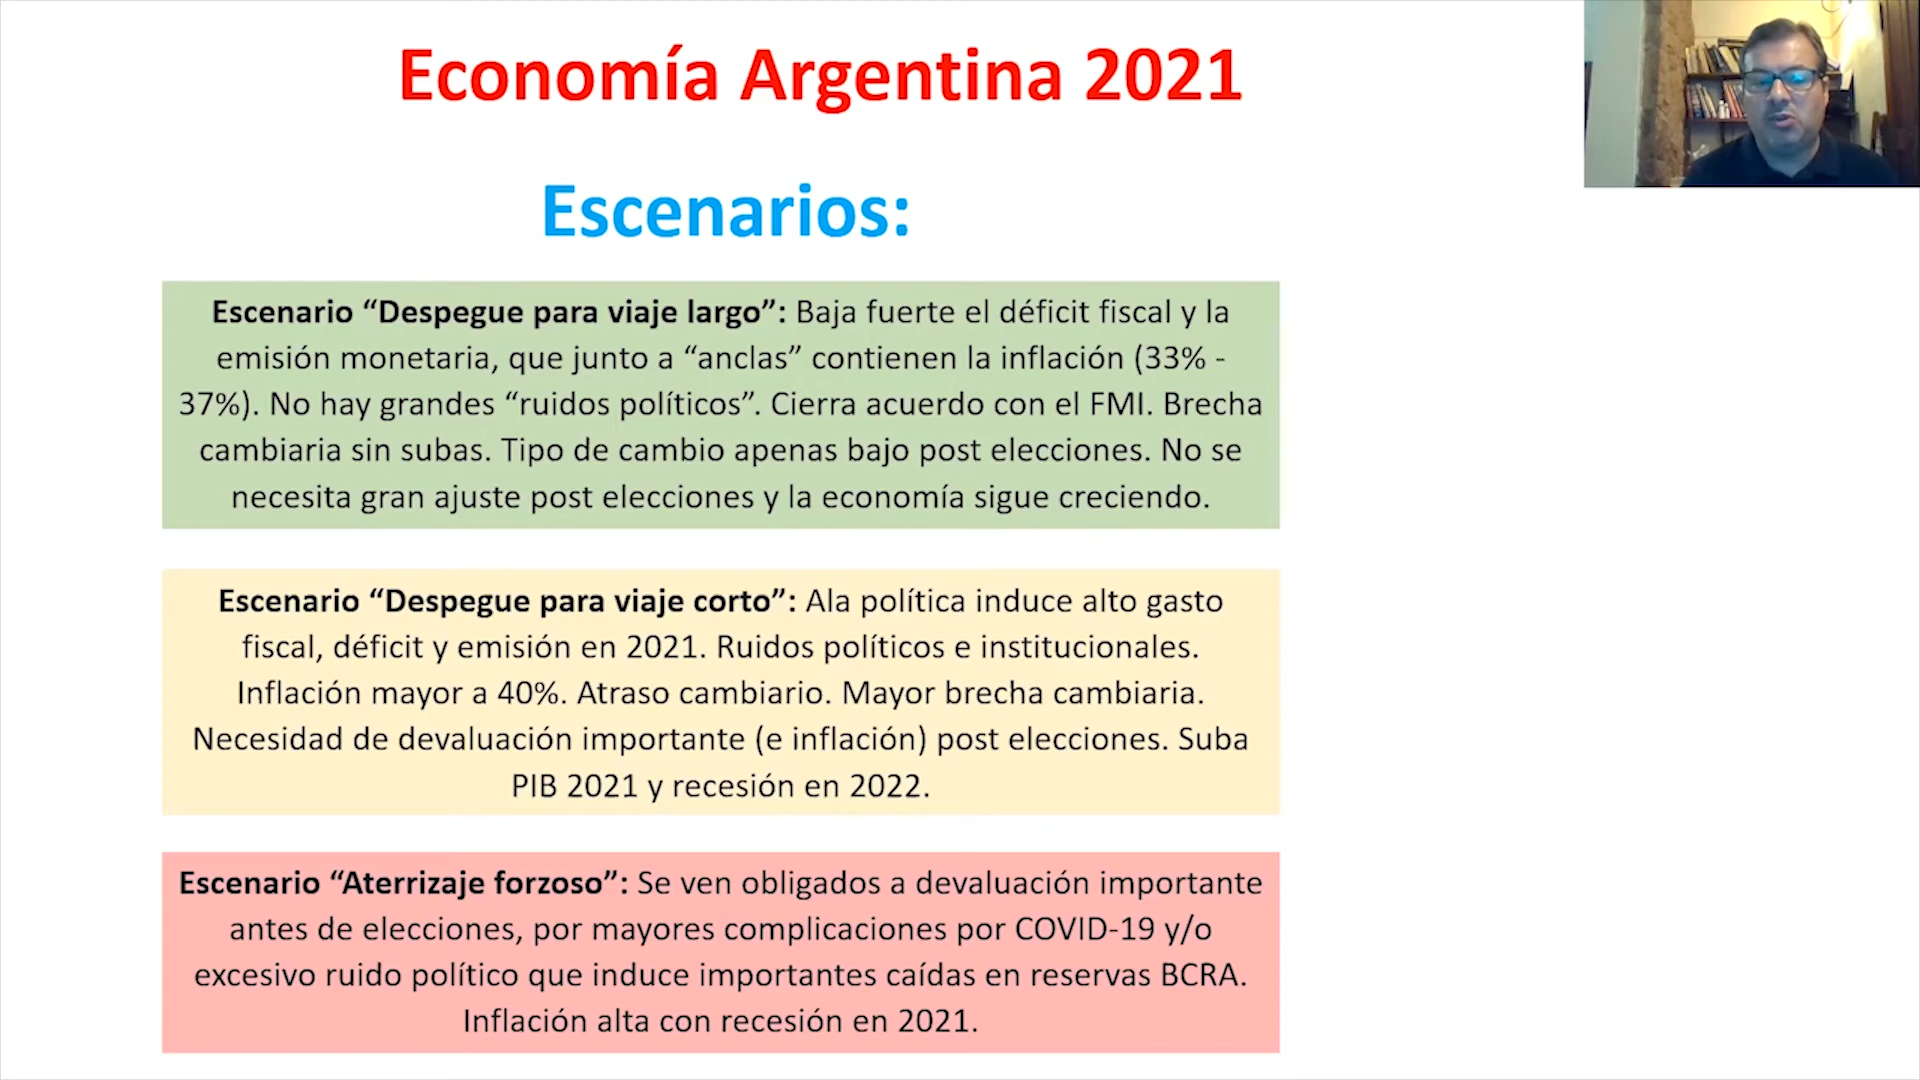 Economía Argentina 2021
Escenarios:
Escenario “Despegue para viaje largo”: Baja fuerte el déficit fiscal y la
emisión monetaria, que junto a “anclas” contienen la inflación (33% -
37%). No hay grandes “ruidos políticos”. Cierra acuerdo con el FMI. Brecha
cambiaria sin subas. Tipo de cambio apenas bajo post elecciones. No se
necesita gran ajuste post elecciones y la economía sigue creciendo.
Escenario “Despegue para viaje corto”: Ala política induce alto gasto
fiscal, déficit y emisión en 2021. Ruidos políticos e institucionales.
Inflación mayor a 40%. Atraso cambiario. Mayor brecha cambiaria.
Necesidad de devaluación importante (e inflación) post elecciones. Suba
PIB 2021 y recesión en 2022.
Escenario “Aterrizaje forzoso”: Se ven obligados a devaluación importante
antes de elecciones, por mayores complicaciones por COVID-19 y/o
excesivo ruido político que induce importantes caídas en reservas BCRA.
Inflación alta con recesión en 2021.